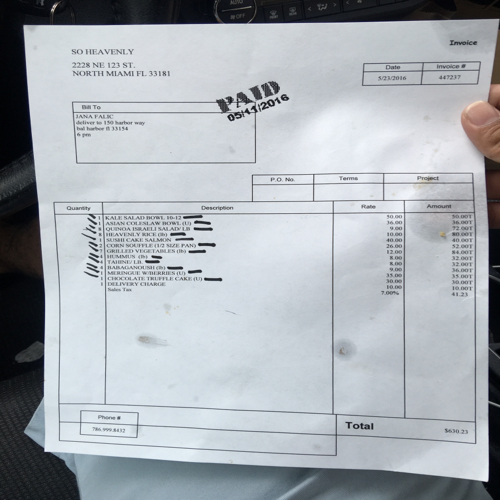 Invoice
SO HEAVENLY
2228 NE 123 ST.
NORTH MIAMI FL 33181
Date Invoice #
5/23/2016 447237
PAID
05/11/2016
Bill To
JANA FALIC
deliver to 150 harbor way
bal harbor fl 33154
6 pm
P.O. No. Terms Project
Quantity Description Rate Amount
1 KALE SALAD BOWL 10-12 50.00 50.00T
1 ASIAN COLESLAW BOWL (U) 36.00 36.00T
8 QUINOA ISRAELI SALAD/ LB 9.00 72.00T
8 HEAVENLY RICE (lb) 10.00 80.00T
1 SUSHI CAKE SALMON 40.00 40.00T
2 CORN SOUFFLE (1/2 SIZE PAN) 26.00 52.00T
7 GRILLED VEGETABLES (lb) 12.00 84.00T
4 HUMMUS (lb) 8.00 32.00T
4 TAHINE/ LB. 8.00 32.00T
4 BABAGANOUSH (lb) 9.00 36.00T
1 MERINGUE W/BERRIES (U) 35.00 35.00T
1 CHOCOLATE TRUFFLE CAKE (U) 30.00 30.00T
1 DELIVERY CHARGE 10.00 10.00T
Sales Tax 7.00% 41.23
Phone #
786.999.8432
Total $630.23